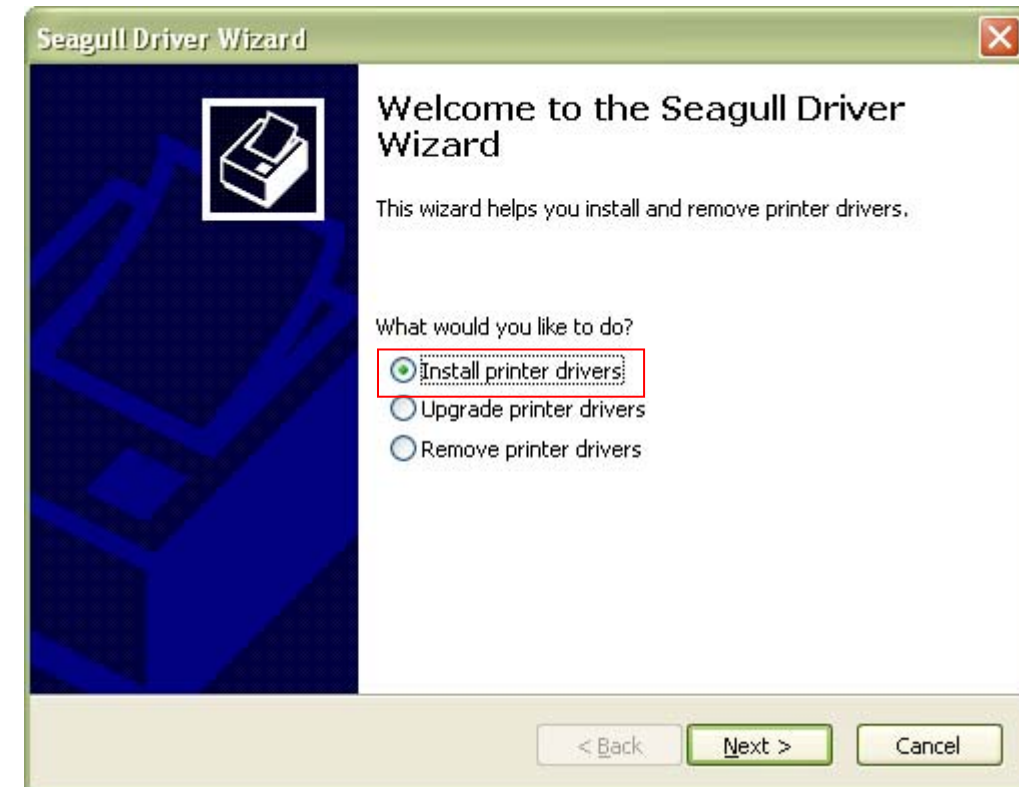 Seagull Driver Wizard
Welcome to the Seagull Driver
Wizard
This wizard helps you install and remove printer drivers.
What would you like to do?
Install printer drivers
Upgrade printer drivers
Remove printer drivers
< Back Next > Cancel